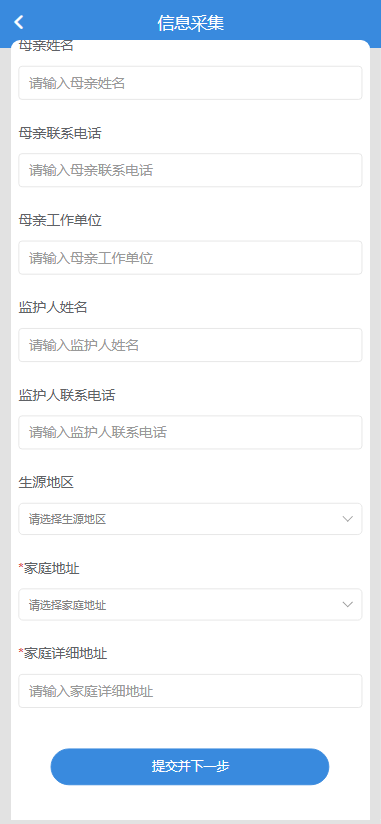 信息采集
母亲姓名
请输入母亲姓名
母亲联系电话
请输入母亲联系电话
母亲工作单位
请输入母亲工作单位
监护人姓名
请输入监护人姓名
监护人联系电话
请输入监护人联系电话
生源地区
请选择生源地区
*家庭地址
请选择家庭地址
*家庭详细地址
请输入家庭详细地址
提交并下一步